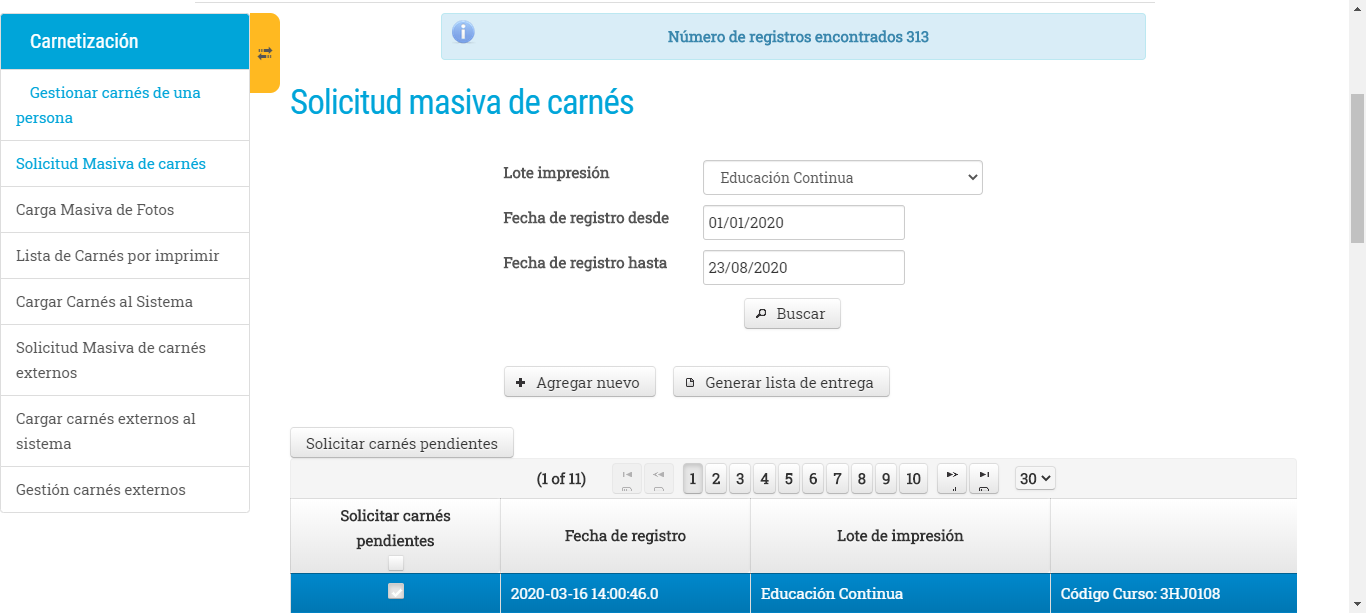 Carnetización
Gestionar carnés de una
persona
Solicitud Masiva de carnés
Carga Masiva de Fotos
Lista de Carnés por imprimir
Cargar Carnés al Sistema
Solicitud Masiva de carnés
externos
Cargar carnés externos al
sistema
Gestión carnés externos
Número de registros encontrados 313
Solicitud masiva de carnés
Lote impresión Educación Continua
Fecha de registro desde 01/01/2020
Fecha de registro hasta 23/08/2020
Buscar
Agregar nuevo Generar lista de entrega
Solicitar carnés pendientes
(1 of 11) 1 2 3 4 5 6 7 8 9 10 30
Solicitar carnés
pendientes
Fecha de registro Lote de impresión
2020-03-16 14:00:46.0 Educación Continua Código Curso: 3HJ0108